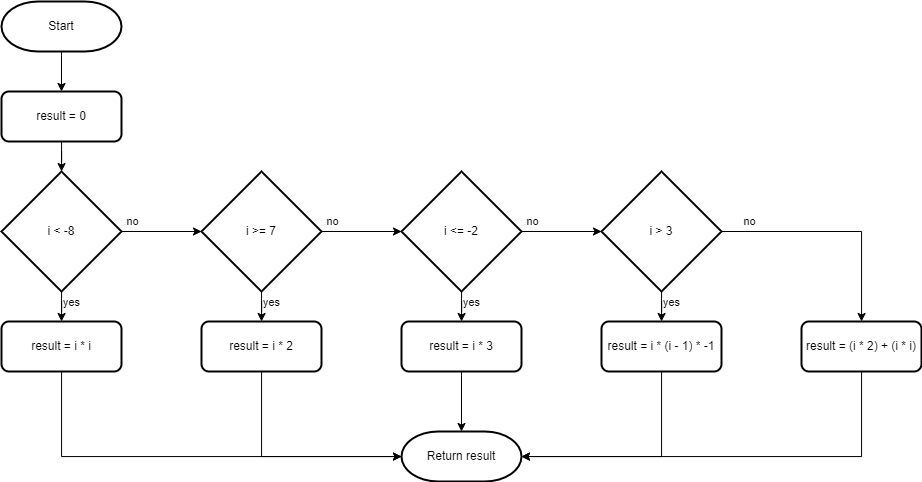 Start
result = 0
i < -8
no
i >= 7
no
i <= -2
no
i > 3
no
yes
yes
yes
yes
result = i * i
result = i * 2
result = i * 3
result = i * (i - 1) * -1
result = (i * 2) + (i * i)
Return result